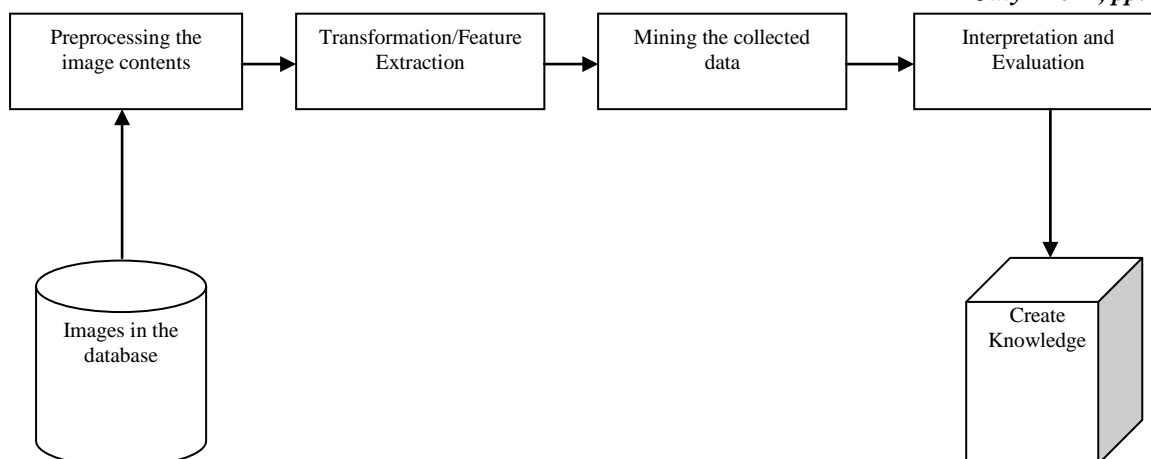 Preprocessing the
image contents
Transformation/Feature
Extraction
Mining the collected
data
Interpretation and
Evaluation
Images in the
database
Create
Knowledge